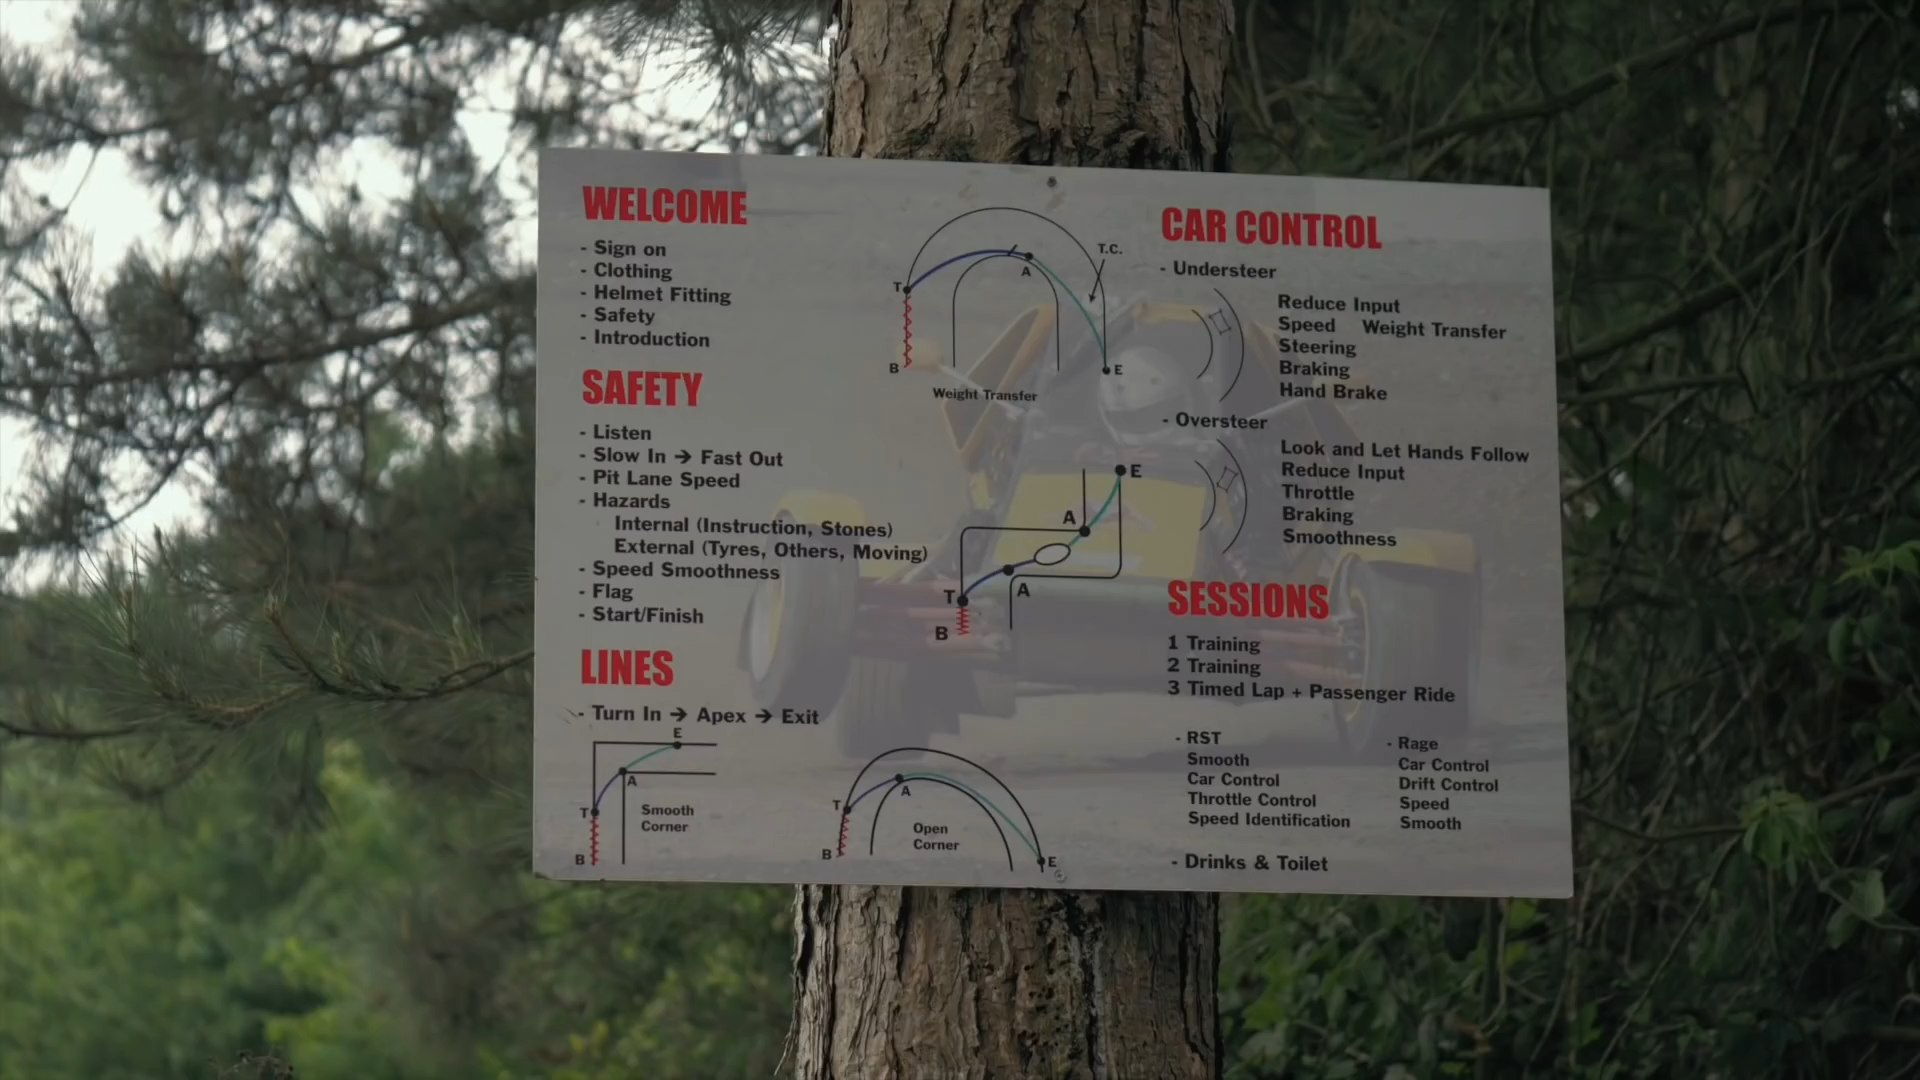 WELCOME
- Sign on
- Clothing
- Helmet Fitting
- Safety
- Introduction
SAFETY
- Listen
- Slow In → Fast Out
- Pit Lane Speed
- Hazards
Internal (Instruction, Stones)
External (Tyres, Others, Moving)
- Speed Smoothness
- Flag
- Start/Finish
LINES
- Turn In → Apex → Exit
E
A
T
B
Smooth
Corner
T
A
B
E
Open
Corner
T.C.
A
T
B
E
Weight Transfer
E
A
A
T
B
CAR CONTROL
- Understeer
Reduce Input
Speed Weight Transfer
Steering
Braking
Hand Brake
- Oversteer
Look and Let Hands Follow
Reduce Input
Throttle
Braking
Smoothness
SESSIONS
1 Training
2 Training
3 Timed Lap + Passenger Ride
- RST
Smooth
Car Control
Throttle Control
Speed Identification
- Rage
Car Control
Drift Control
Speed
Smooth
- Drinks & Toilet